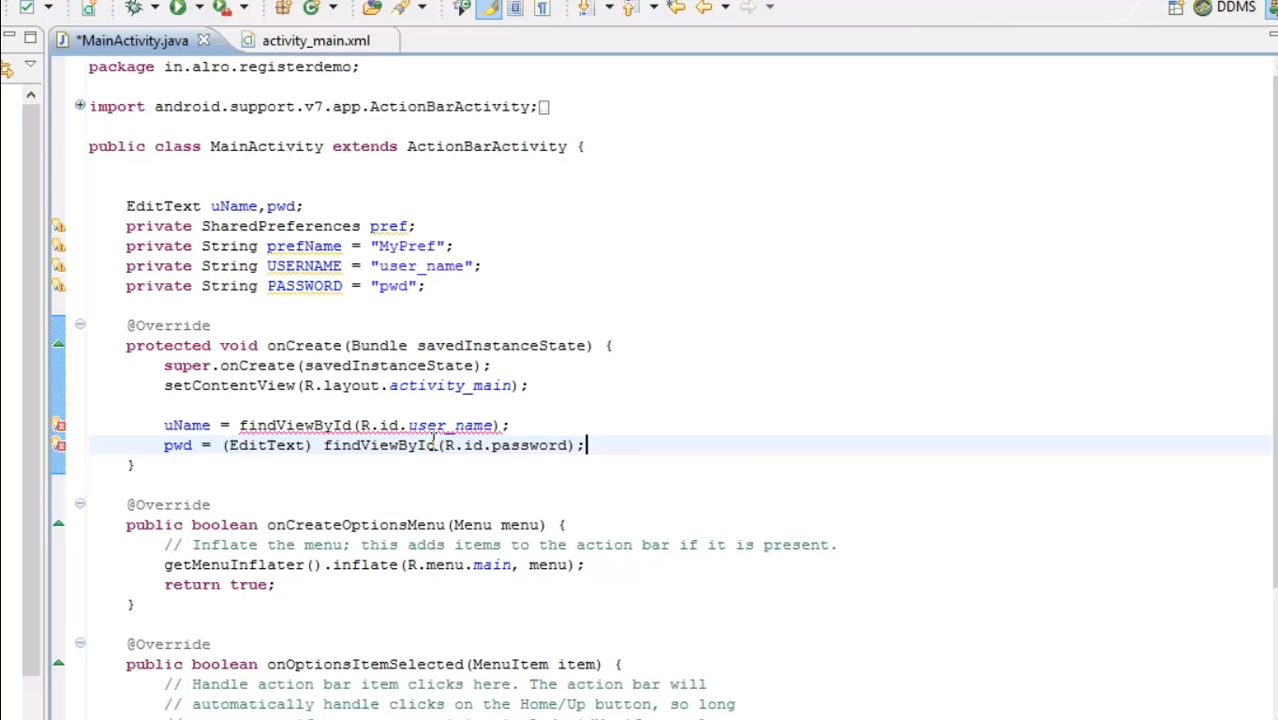 DDMS
*MainActivity.java activity_main.xml
package in.alro.registerdemo;
import android.support.v7.app.ActionBarActivity;
public class MainActivity extends ActionBarActivity {
EditText uName,pwd;
private SharedPreferences pref;
private String prefName = "MyPref";
private String USERNAME = "user_name";
private String PASSWORD = "pwd";
@Override
protected void onCreate(Bundle savedInstanceState) {
super.onCreate(savedInstanceState);
setContentView(R.layout.activity_main);
uName = findViewById(R.id.user_name);
pwd = (EditText) findViewById(R.id.password);
}
@Override
public boolean onCreateOptionsMenu(Menu menu) {
// Inflate the menu; this adds items to the action bar if it is present.
getMenuInflater().inflate(R.menu.main, menu);
return true;
}
@Override
public boolean onOptionsItemSelected(MenuItem item) {
// Handle action bar item clicks here. The action bar will
// automatically handle clicks on the Home/Up button, so long